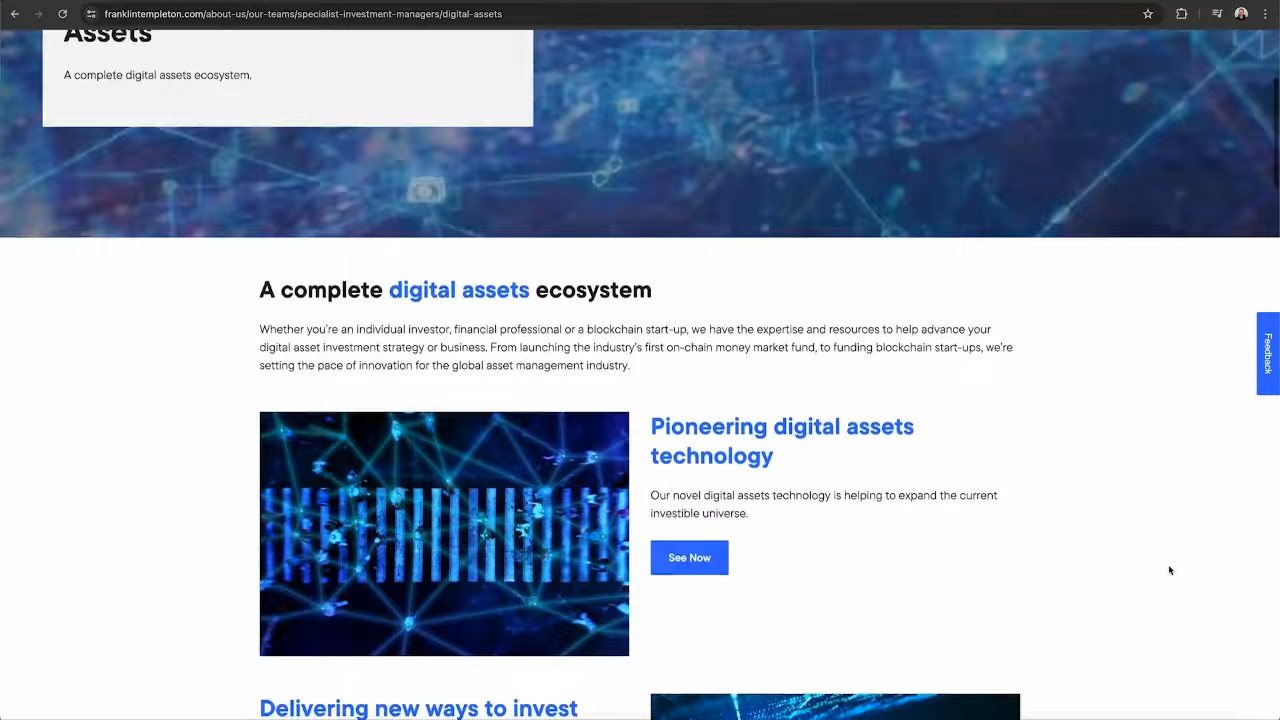 franklintempleton.com/about-us/our-teams/specialist-investment-managers/digital-assets
Assets
A complete digital assets ecosystem.
A complete digital assets ecosystem
Whether you're an individual investor, financial professional or a blockchain start-up, we have the expertise and resources to help advance your
digital asset investment strategy or business. From launching the industry's first on-chain money market fund, to funding blockchain start-ups, we're
setting the pace of innovation for the global asset management industry.
Feedback
Pioneering digital assets
technology
Our novel digital assets technology is helping to expand the current
investible universe.
See Now
Delivering new ways to invest